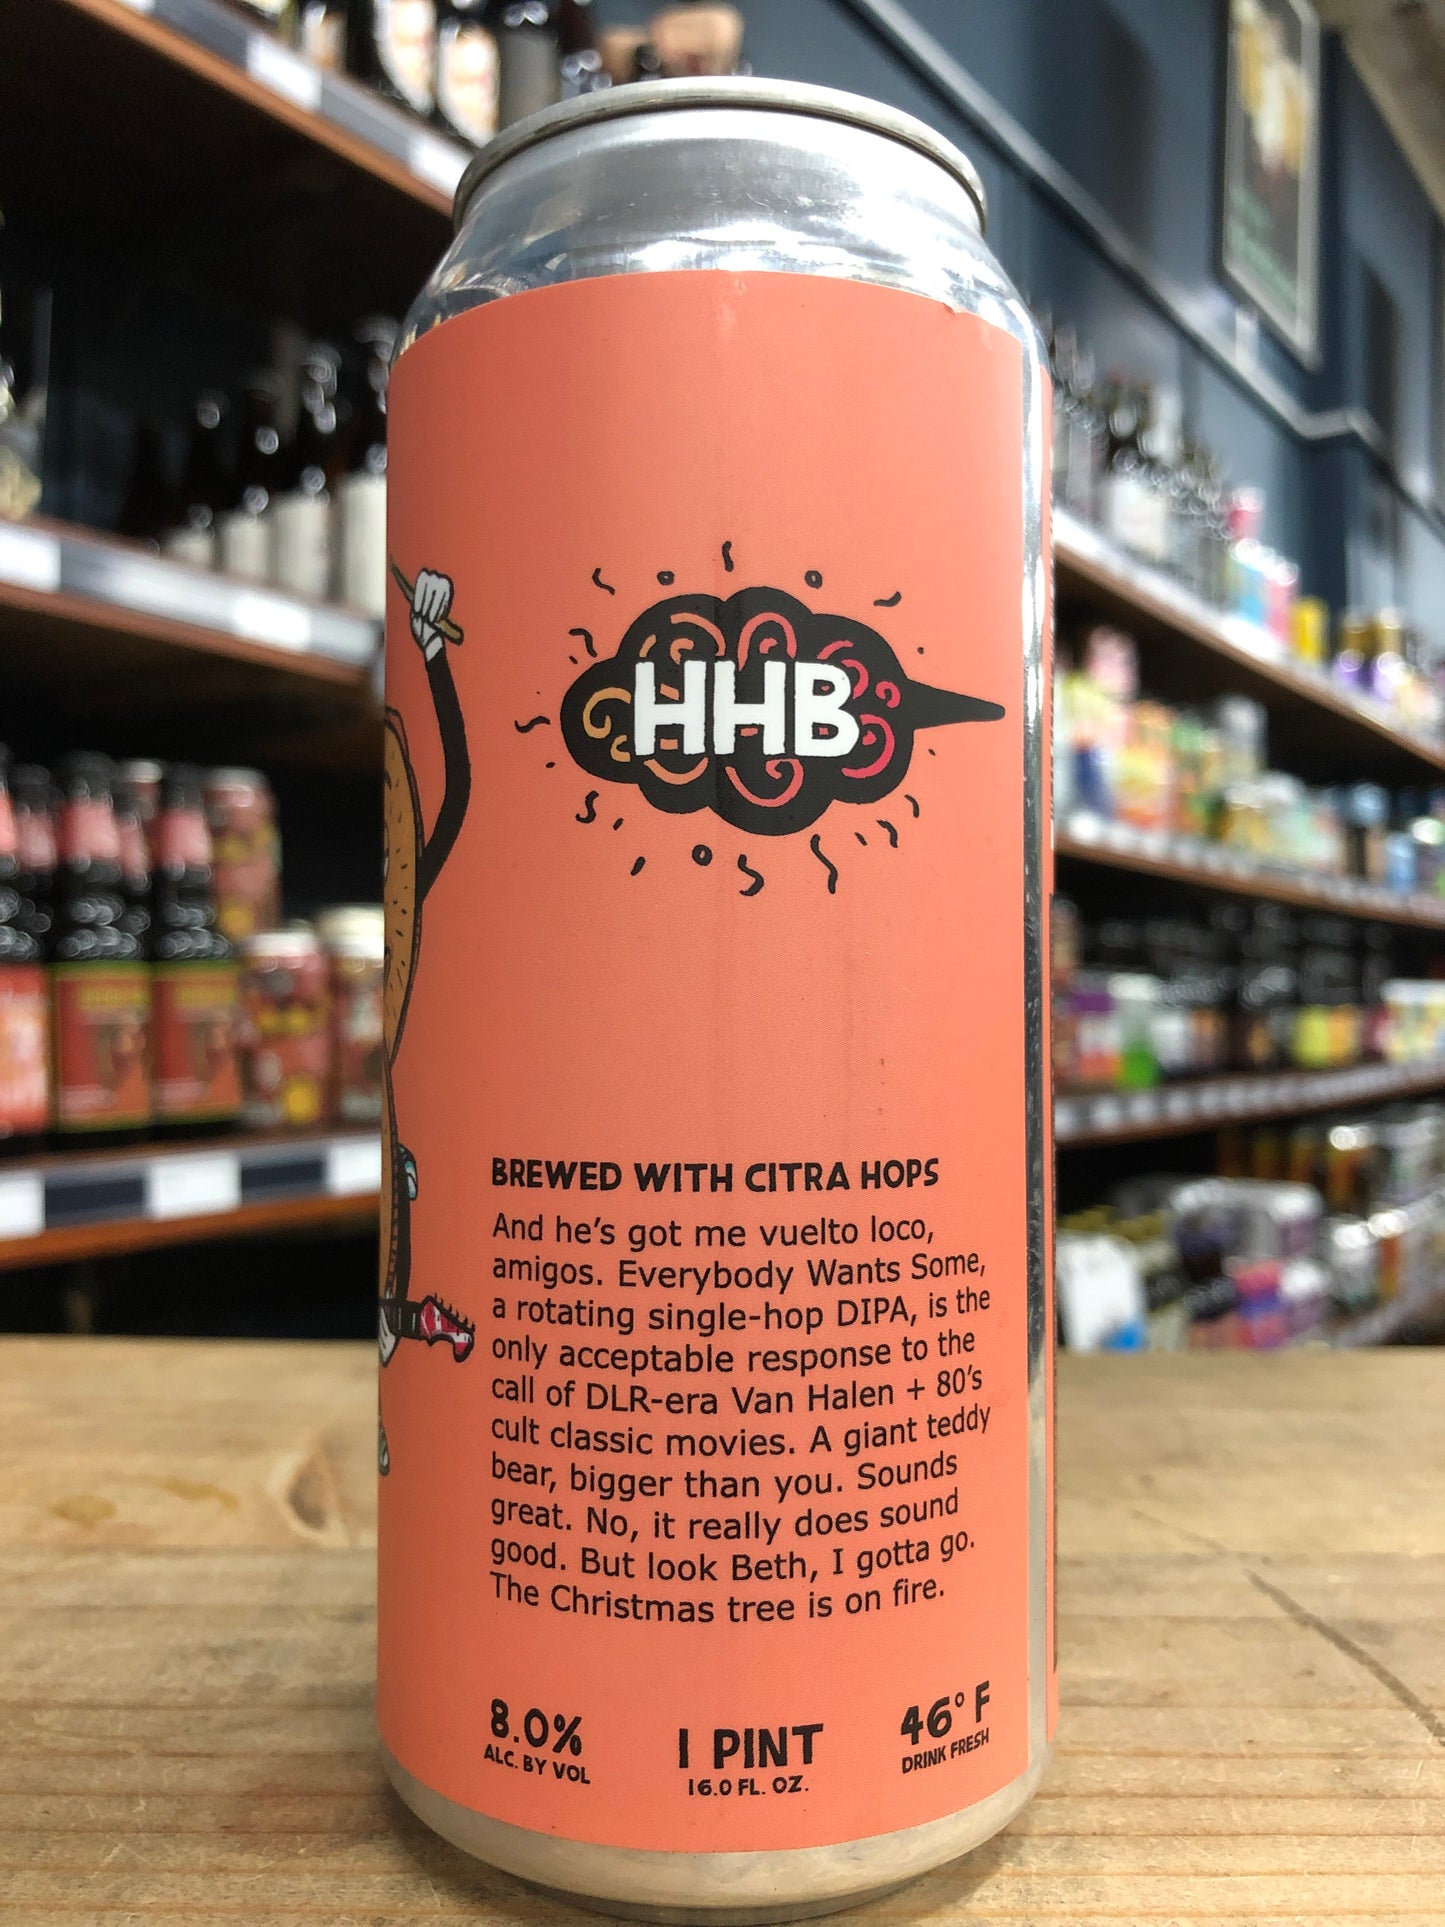 HHB
BREWED WITH CITRA HOPS
And he's got me vuelto loco,
amigos. Everybody Wants Some,
a rotating single-hop DIPA, is the
only acceptable response to the
call of DLR-era Van Halen + 80's
cult classic movies. A giant teddy
bear, bigger than you. Sounds
great. No, it really does sound
good. But look Beth, I gotta go.
The Christmas tree is on fire.
8.0%
ALC. BY VOL
1 PINT
16.0 FL. OZ.
46° F
DRINK FRESH